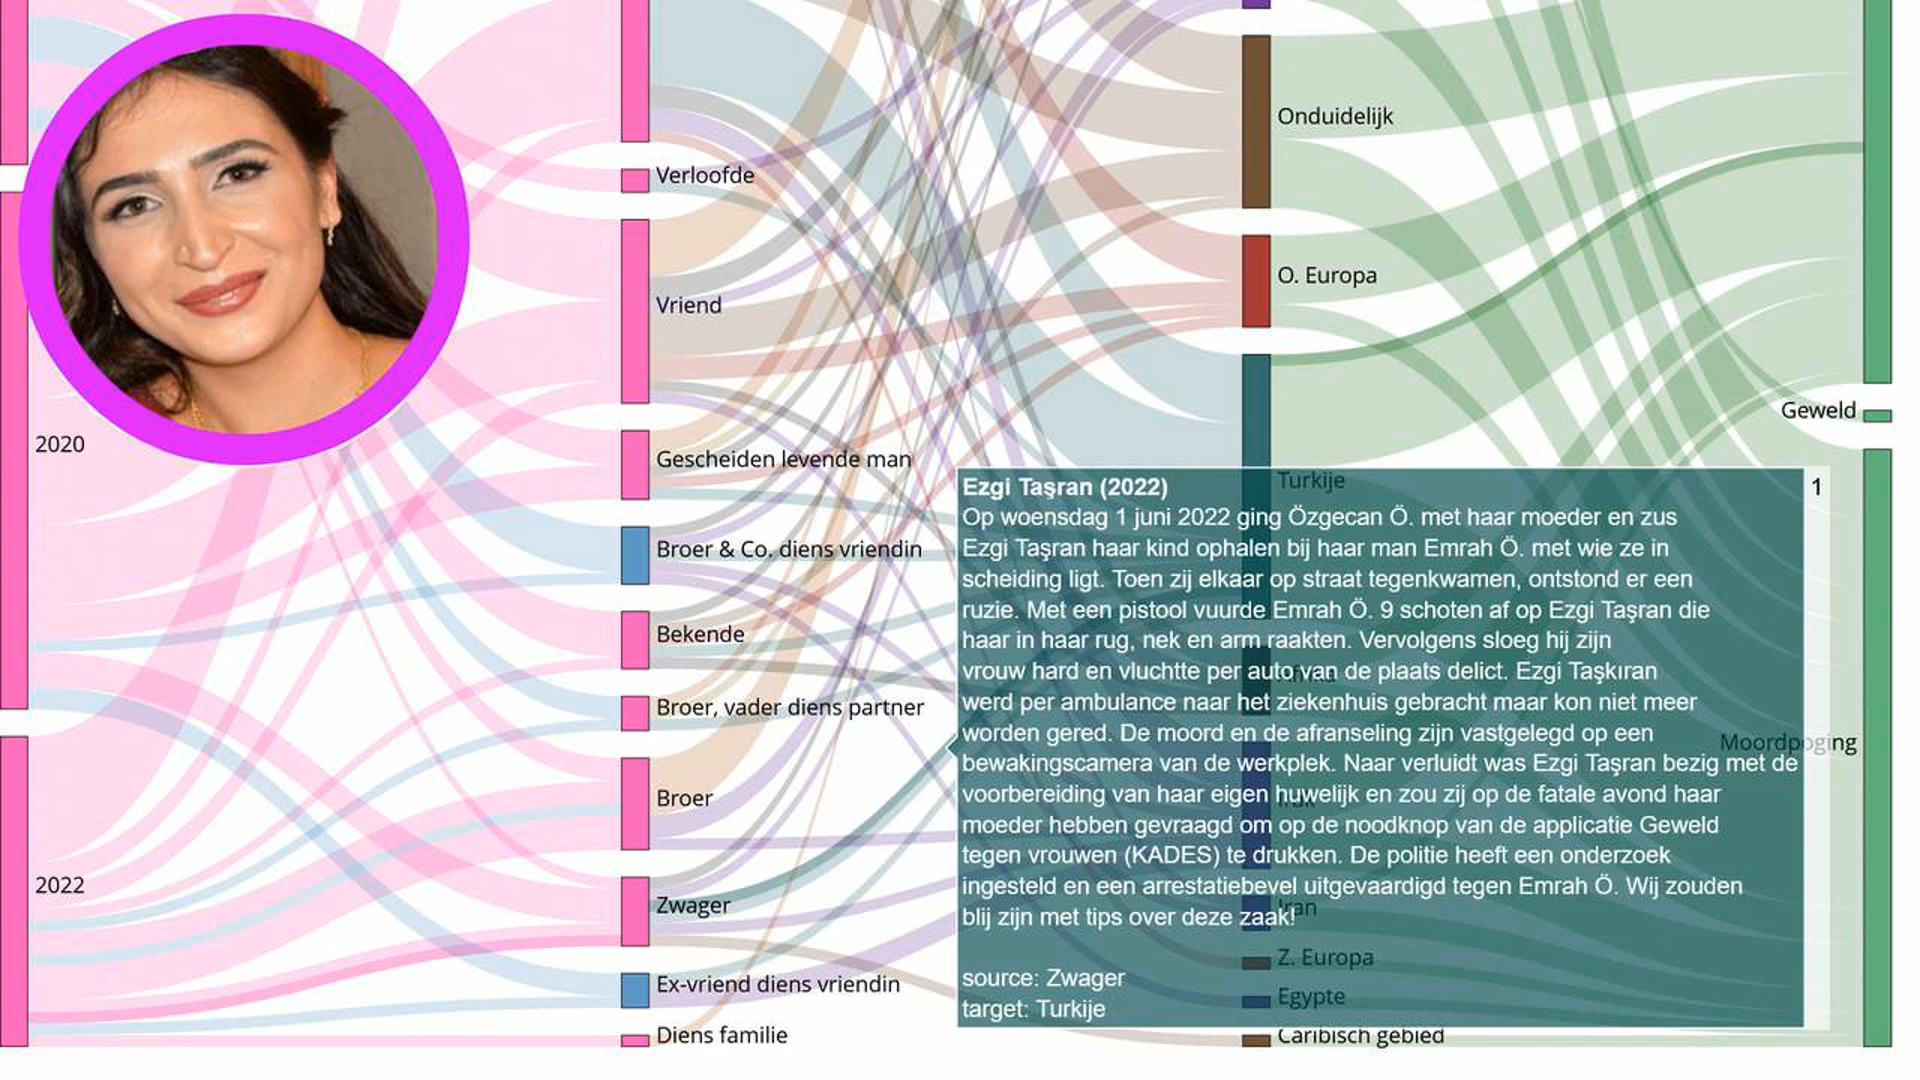 2020
2022
Verloofde
Vriend
Gescheiden levende man
Broer & Co. diens vriendin
Bekende
Broer, vader diens partner
Broer
Zwager
Ex-vriend diens vriendin
Diens familie
Onduidelijk
O. Europa
Turkije
Irak
Iran
Z. Europa
Egypte
Caribisch gebied
Geweld
Moordpoging
Ezgi Taşran (2022)
Op woensdag 1 juni 2022 ging Özgecan Ö. met haar moeder en zus
Ezgi Taşran haar kind ophalen bij haar man Emrah Ö. met wie ze in
scheiding ligt. Toen zij elkaar op straat tegenkwamen, ontstond er een
ruzie. Met een pistool vuurde Emrah Ö. 9 schoten af op Ezgi Taşran die
haar in haar rug, nek en arm raakten. Vervolgens sloeg hij zijn
vrouw hard en vluchtte per auto van de plaats delict. Ezgi Taşkıran
werd per ambulance naar het ziekenhuis gebracht maar kon niet meer
worden gered. De moord en de afranseling zijn vastgelegd op een
bewakingscamera van de werkplek. Naar verluidt was Ezgi Taşran bezig met de
voorbereiding van haar eigen huwelijk en zou zij op de fatale avond haar
moeder hebben gevraagd om op de noodknop van de applicatie Geweld
tegen vrouwen (KADES) te drukken. De politie heeft een onderzoek
ingesteld en een arrestatiebevel uitgevaardigd tegen Emrah Ö. Wij zouden
blij zijn met tips over deze zaak!
source: Zwager
target: Turkije
1